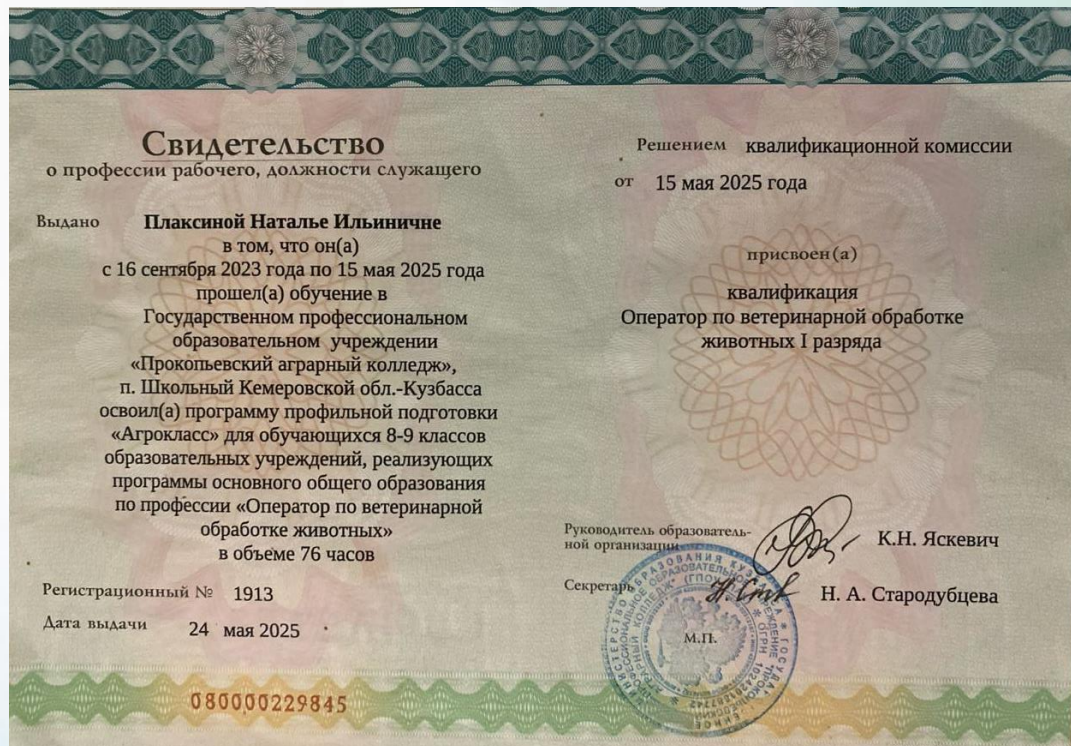 Свидетельство
о профессии рабочего, должности служащего
Выдано Плаксиной Наталье Ильиничне
в том, что он(а)
с 16 сентября 2023 года по 15 мая 2025 года
прошел(а) обучение в
Государственном профессиональном
образовательном учреждении
«Прокопьевский аграрный колледж»,
п. Школьный Кемеровской обл.-Кузбасса
освоил(а) программу профильной подготовки
«Агрокласс» для обучающихся 8-9 классов
образовательных учреждений, реализующих
программы основного общего образования
по профессии «Оператор по ветеринарной
обработке животных»
в объеме 76 часов
Регистрационный № 1913
Дата выдачи 24 мая 2025
080000229845
Решением квалификационной комиссии
от 15 мая 2025 года
присвоен(а)
квалификация
Оператор по ветеринарной обработке
животных I разряда
Руководитель образователь-
ной организации К.Н. Яскевич
Секретарь Н. А. Стародубцева
М.П.